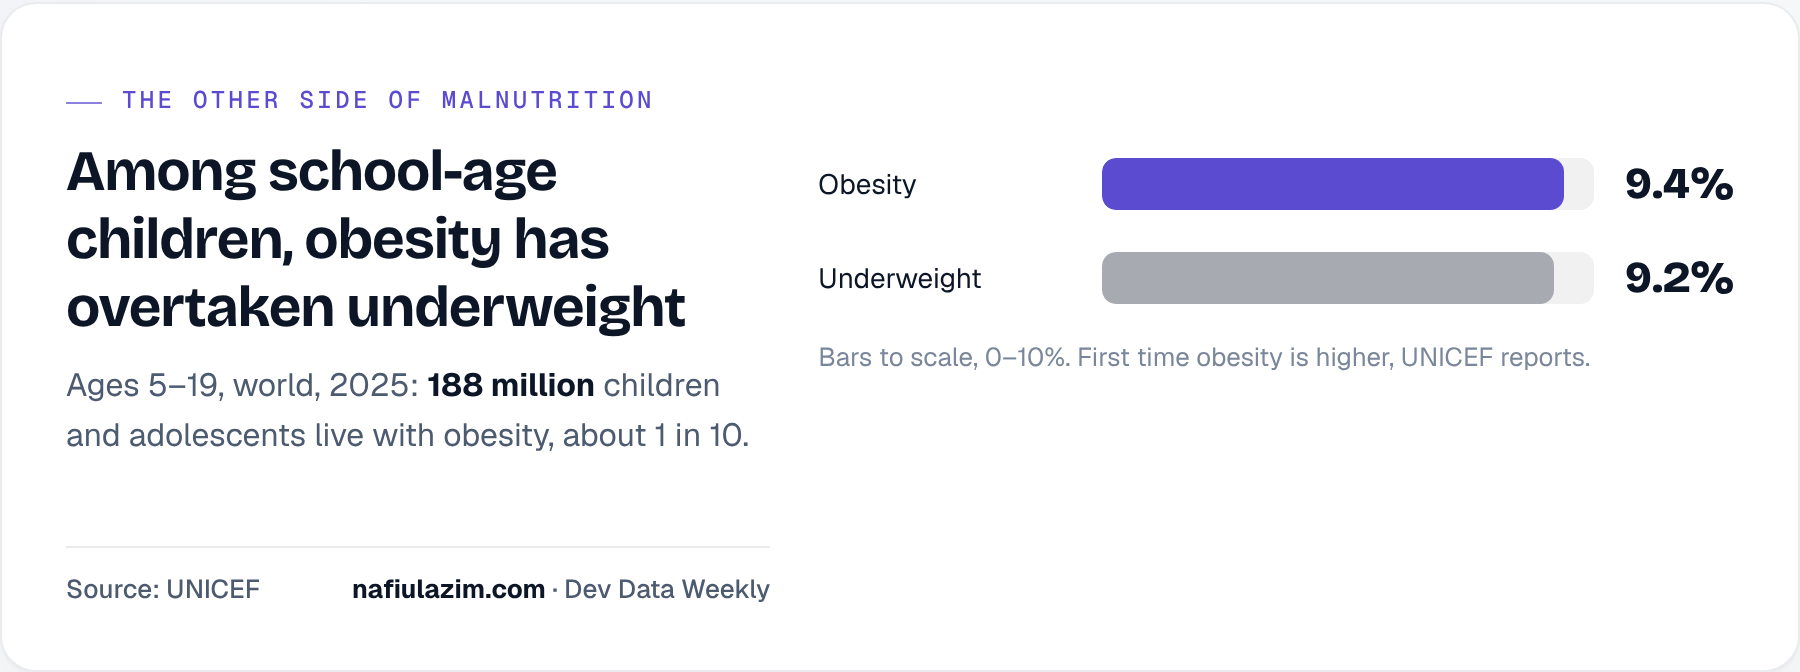 THE OTHER SIDE OF MALNUTRITION
Among school-age
children, obesity has
overtaken underweight
Ages 5–19, world, 2025: 188 million children
and adolescents live with obesity, about 1 in 10.
Source: UNICEF
nafiulazim.com · Dev Data Weekly
Obesity 9.4%
Underweight 9.2%
Bars to scale, 0–10%. First time obesity is higher, UNICEF reports.